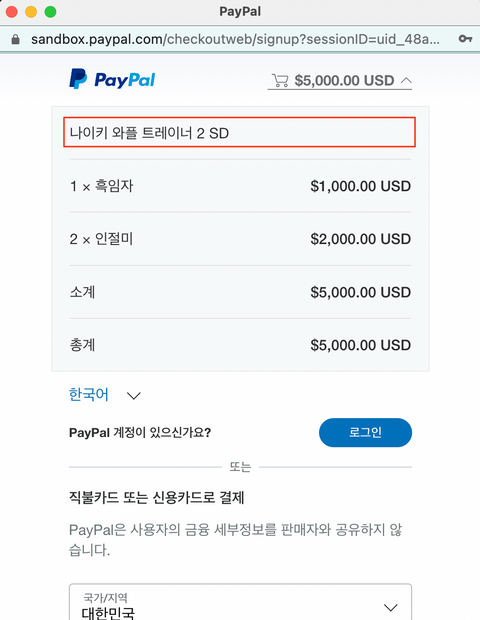 PayPal
sandbox.paypal.com/checkoutweb/signup?sessionID=uid_48a...
PayPal $5,000.00 USD
나이키 와플 트레이너 2 SD
1 × 흑임자 $1,000.00 USD
2 × 인절미 $2,000.00 USD
소계 $5,000.00 USD
총계 $5,000.00 USD
한국어
PayPal 계정이 있으신가요? 로그인
또는
직불카드 또는 신용카드로 결제
PayPal은 사용자의 금융 세부정보를 판매자와 공유하지 않
습니다.
국가/지역
대한민국